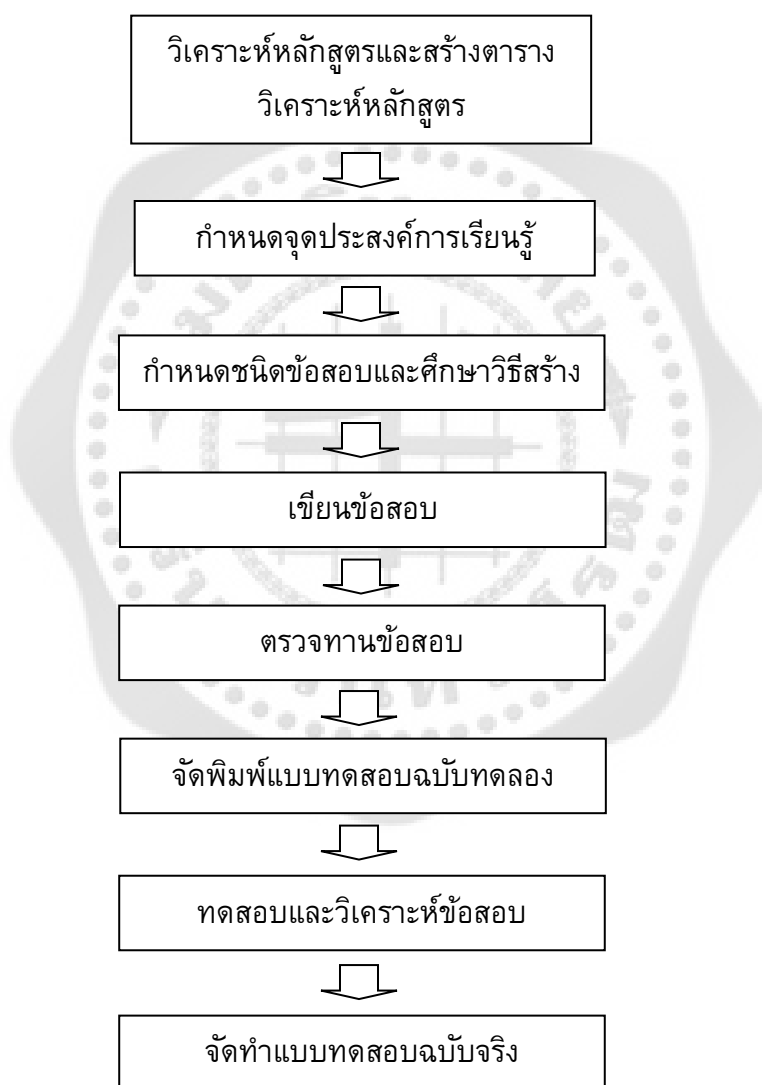 วิเคราะห์หลักสูตรและสร้างตาราง
วิเคราะห์หลักสูตร
กำหนดจุดประสงค์การเรียนรู้
กำหนดชนิดข้อสอบและศึกษาวิธีสร้าง
เขียนข้อสอบ
ตรวจทานข้อสอบ
จัดพิมพ์แบบทดสอบฉบับทดลอง
ทดสอบและวิเคราะห์ข้อสอบ
จัดทำแบบทดสอบฉบับจริง